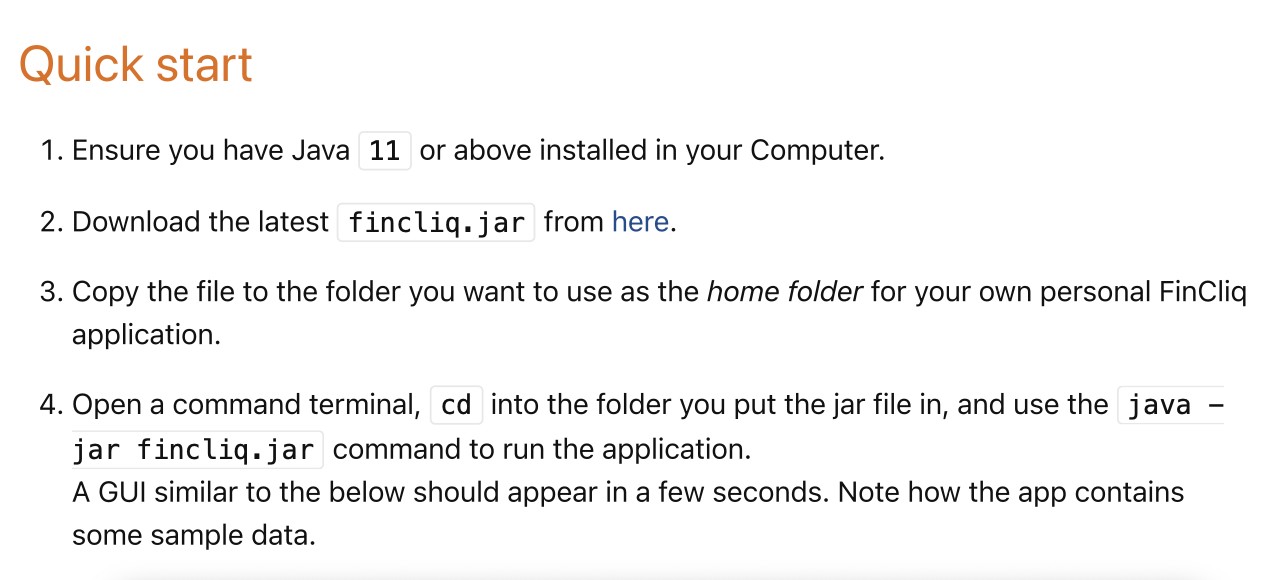 Quick start
1. Ensure you have Java 11 or above installed in your Computer.
2. Download the latest fincliq.jar from here.
3. Copy the file to the folder you want to use as the home folder for your own personal FinCliq
application.
4. Open a command terminal, cd into the folder you put the jar file in, and use the java -
jar fincliq.jar command to run the application.
A GUI similar to the below should appear in a few seconds. Note how the app contains
some sample data.